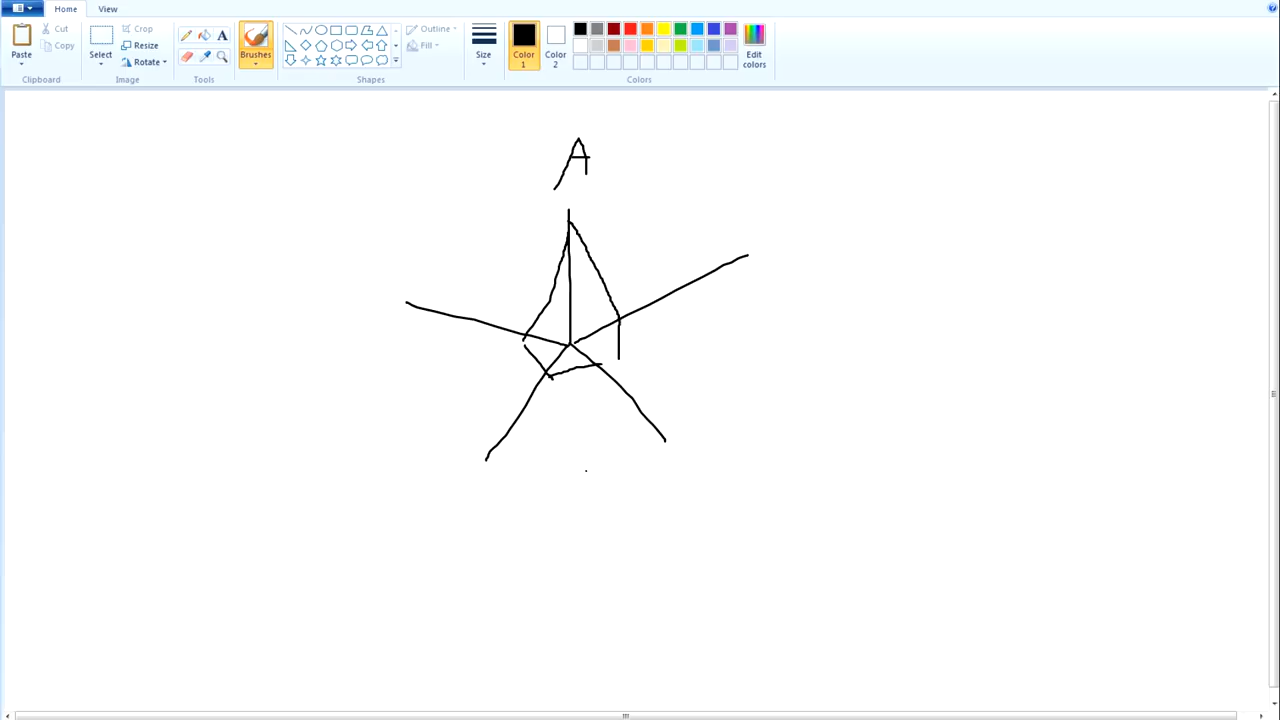 Home
View
Cut
Copy
Paste
Clipboard
Crop
Resize
Rotate
Select
Image
A
Tools
Brushes
Outline
Fill
Shapes
Size
Color 1
Color 2
Edit colors
Colors
A